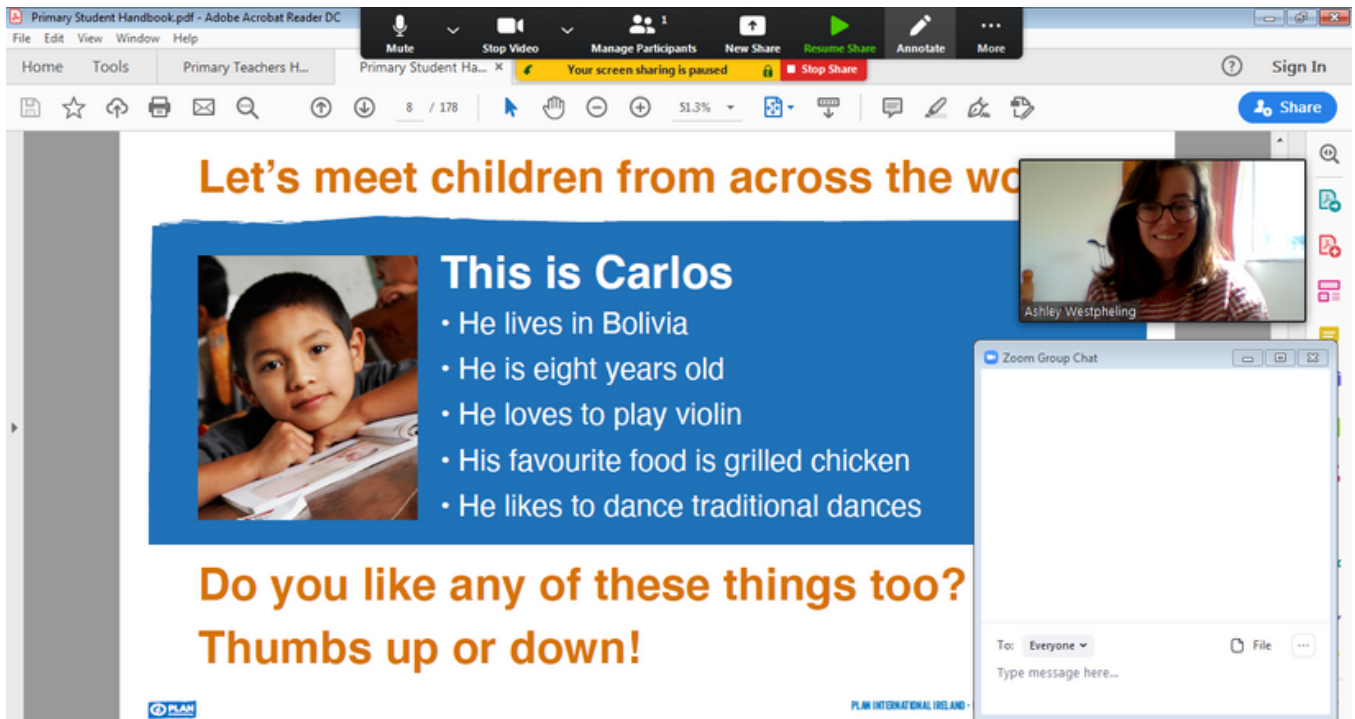 Primary Student Handbook.pdf - Adobe Acrobat Reader DC
File Edit View Window Help
Mute
Stop Video
1
Manage Participants
New Share
Resume Share
Annotate
More
Home Tools Primary Teachers H... Primary Student Ha... ×
Your screen sharing is paused
Stop Share
? Sign In
8 / 178
51.3%
Share
Let's meet children from across the wo
Ashley Westpheling
This is Carlos
• He lives in Bolivia
• He is eight years old
• He loves to play violin
• His favourite food is grilled chicken
• He likes to dance traditional dances
Do you like any of these things too?
Thumbs up or down!
PLAN
PLAN INTERNATIONAL IRELAND -
Zoom Group Chat
To: Everyone File ...
Type message here...